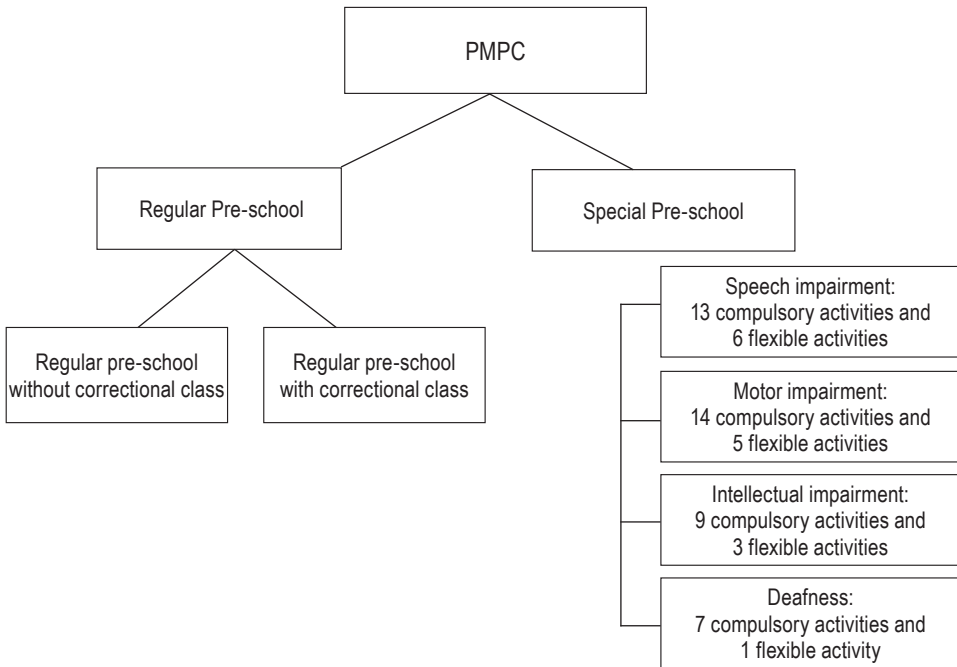 PMPC
Regular Pre-school
Special Pre-school
Regular pre-school
without correctional class
Regular pre-school
with correctional class
Speech impairment:
13 compulsory activities and
6 flexible activities
Motor impairment:
14 compulsory activities and
5 flexible activities
Intellectual impairment:
9 compulsory activities and
3 flexible activities
Deafness:
7 compulsory activities and
1 flexible activity